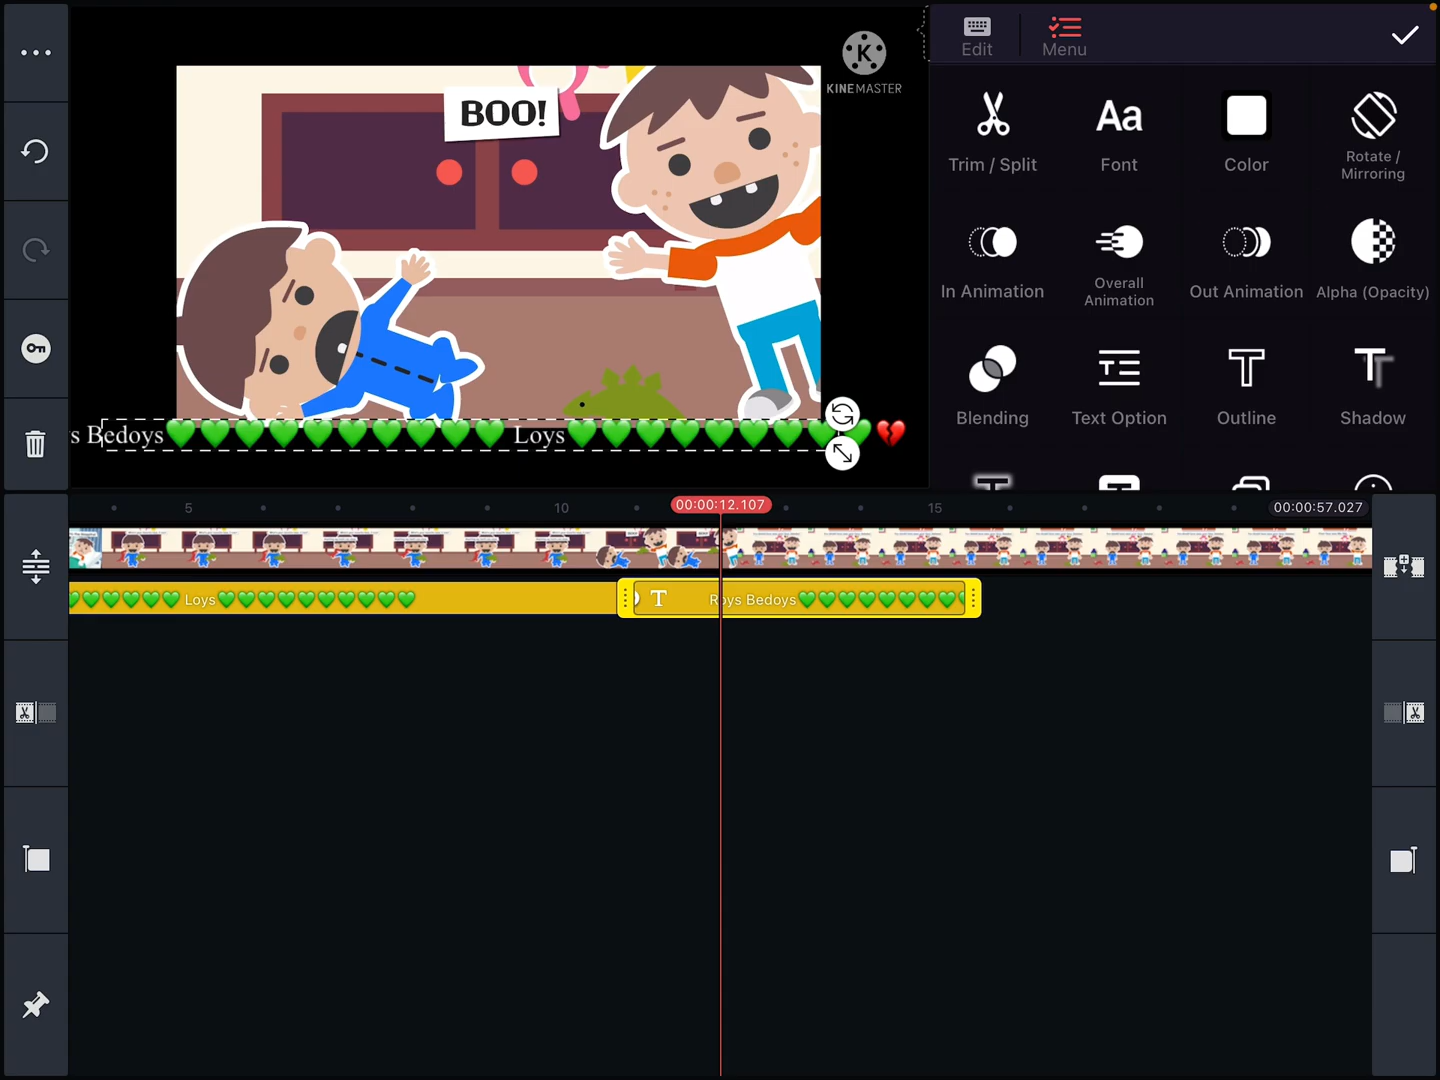 Edit
Menu
KINEMASTER
BOO!
Trim / Split
Font
Color
Rotate /
Mirroring
In Animation
Overall
Animation
Out Animation
Alpha (Opacity)
Blending
Text Option
Outline
Shadow
s Bedoys💚💚💚💚💚💚💚💚💚💚 Loys💚💚💚💚💚💚💚💚💚💔
5
10
00:00:12.107
15
00:00:57.027
💚💚💚💚💚💚 Loys💚💚💚💚💚💚💚💚💚💚
T Roys Bedoys💚💚💚💚💚💚💚💚